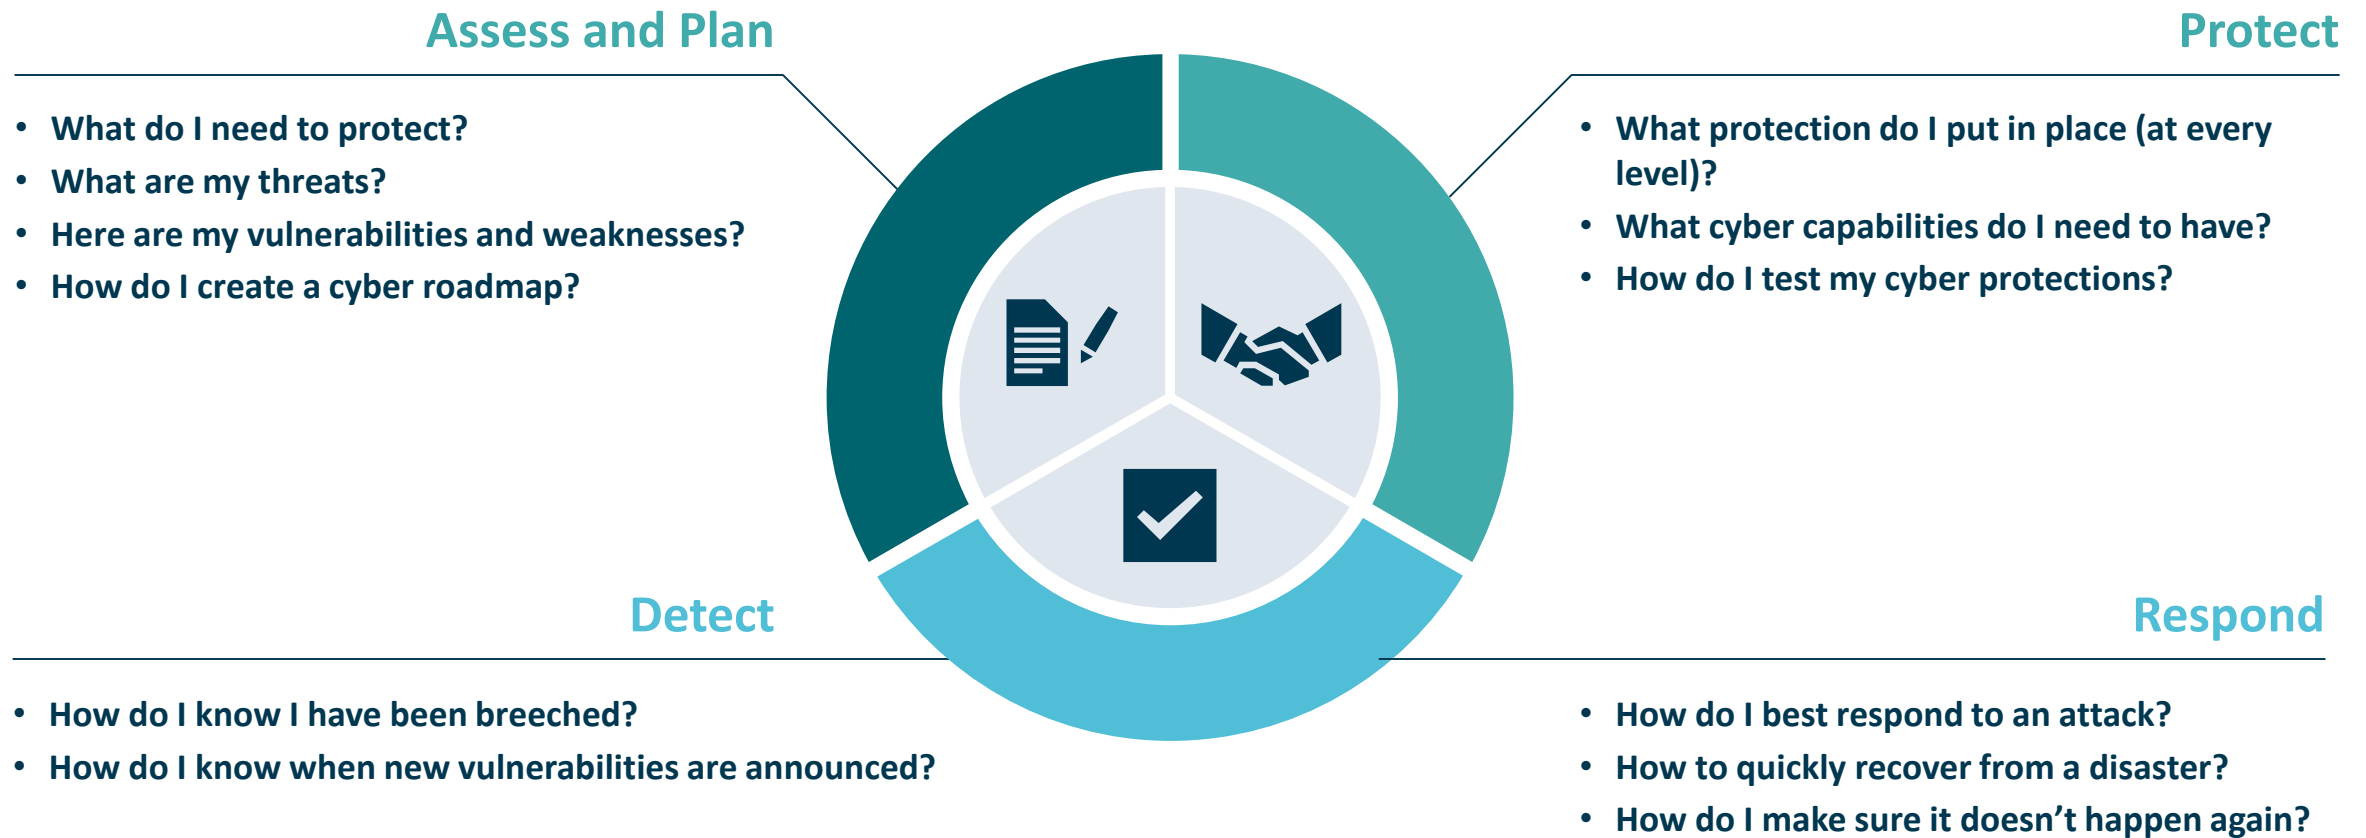 Assess and Plan
• What do I need to protect?
• What are my threats?
• Here are my vulnerabilities and weaknesses?
• How do I create a cyber roadmap?
Protect
• What protection do I put in place (at every
level)?
• What cyber capabilities do I need to have?
• How do I test my cyber protections?
Detect
• How do I know I have been breeched?
• How do I know when new vulnerabilities are announced?
Respond
• How do I best respond to an attack?
• How to quickly recover from a disaster?
• How do I make sure it doesn’t happen again?